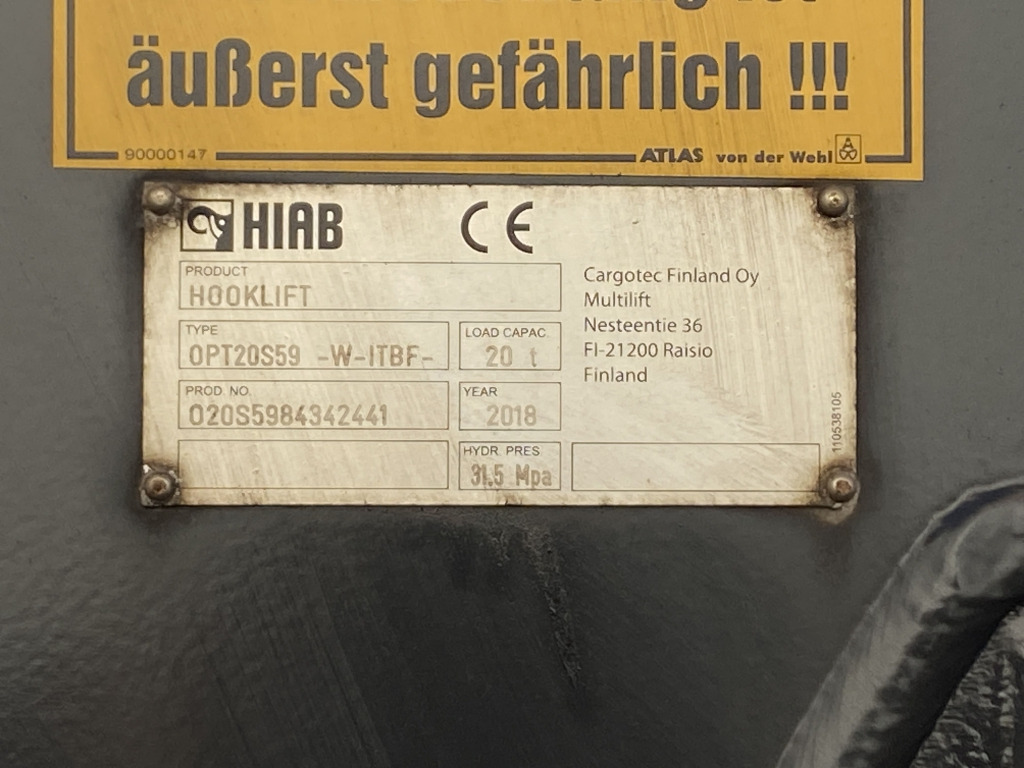 äußerst gefährlich !!!
90000147
ATLAS von der Wehl
HIAB
CE
PRODUCT
HOOKLIFT
TYPE
OPT20S59 -W-ITBF-
LOAD CAPAC.
20 t
PROD. NO.
020S5984342441
YEAR
2018
HYDR. PRES.
31.5 Mpa
Cargotec Finland Oy
Multilift
Nesteentie 36
FI-21200 Raisio
Finland
110538105